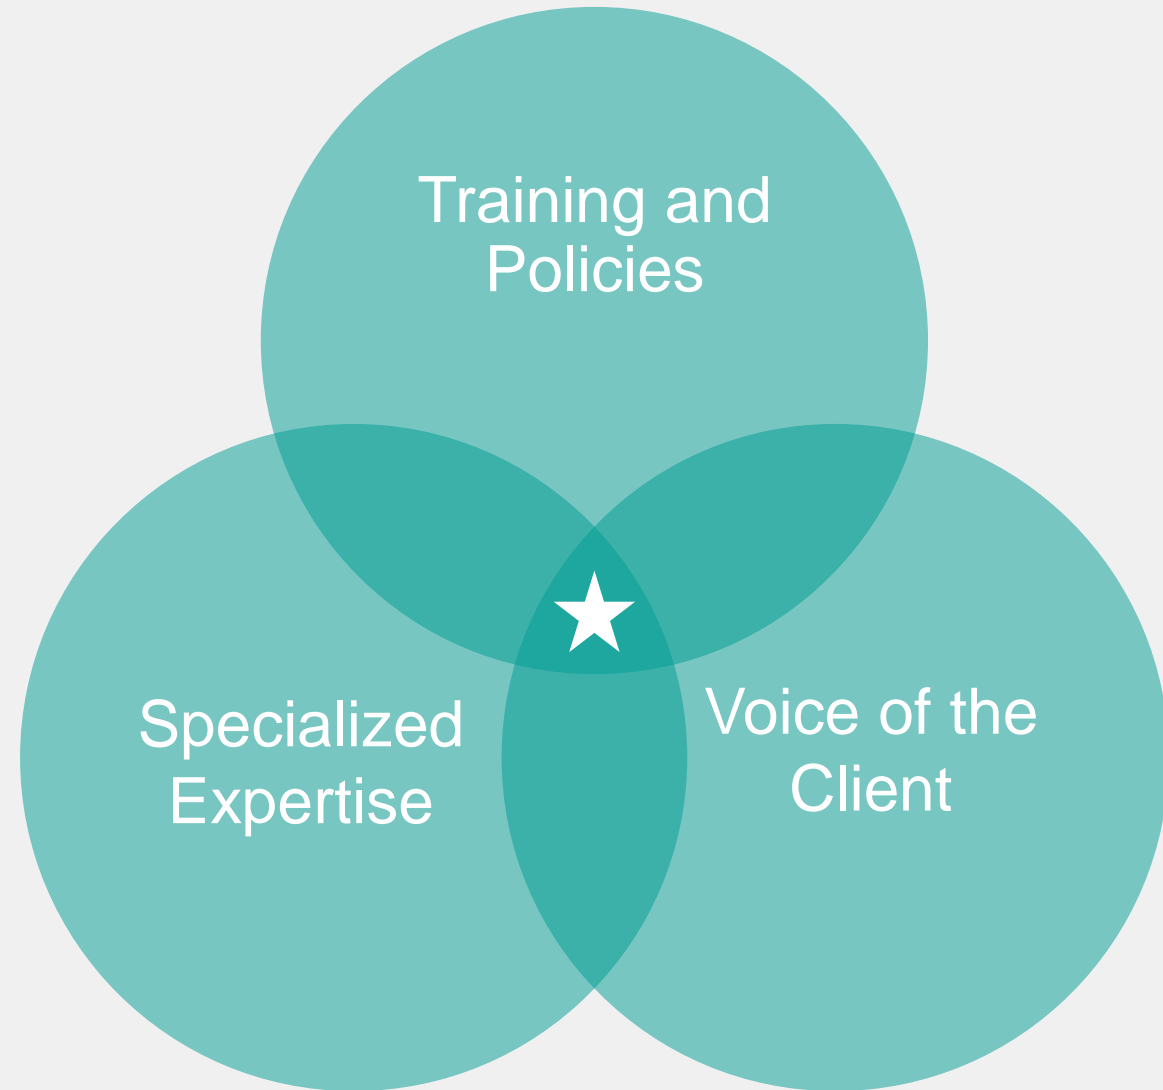 Training and
Policies
Specialized
Expertise
Voice of the
Client